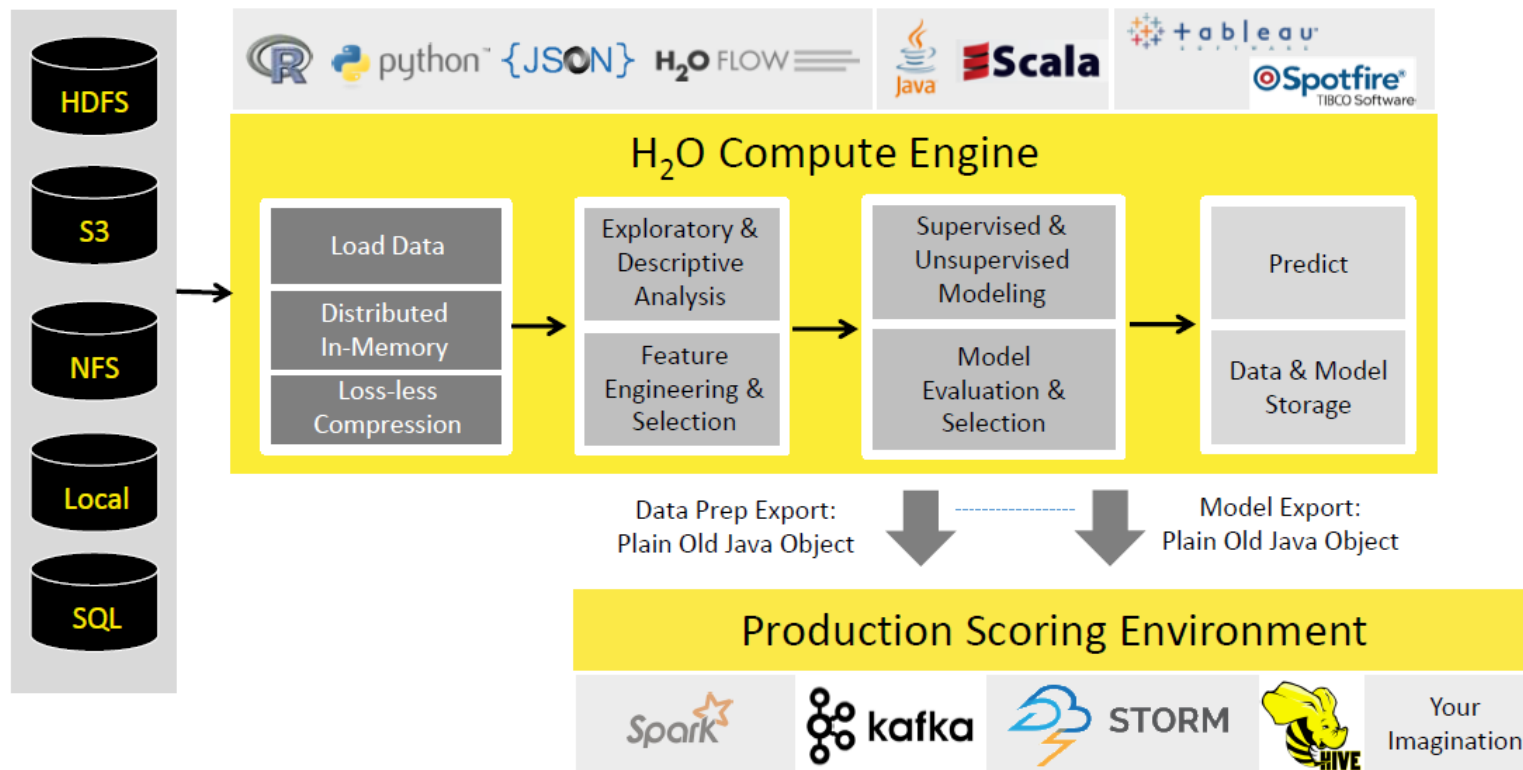 HDFS
S3
NFS
Local
SQL
R
python™
{JSON}
H₂O FLOW
Java
Scala
+ableau
SOFTWARE
Spotfire®
TIBCO Software
H₂O Compute Engine
Load Data
Distributed
In-Memory
Loss-less
Compression
Exploratory &
Descriptive
Analysis
Feature
Engineering &
Selection
Supervised &
Unsupervised
Modeling
Model
Evaluation &
Selection
Predict
Data & Model
Storage
Data Prep Export:
Plain Old Java Object
Model Export:
Plain Old Java Object
Production Scoring Environment
Spark
kafka
STORM
HIVE
Your
Imagination